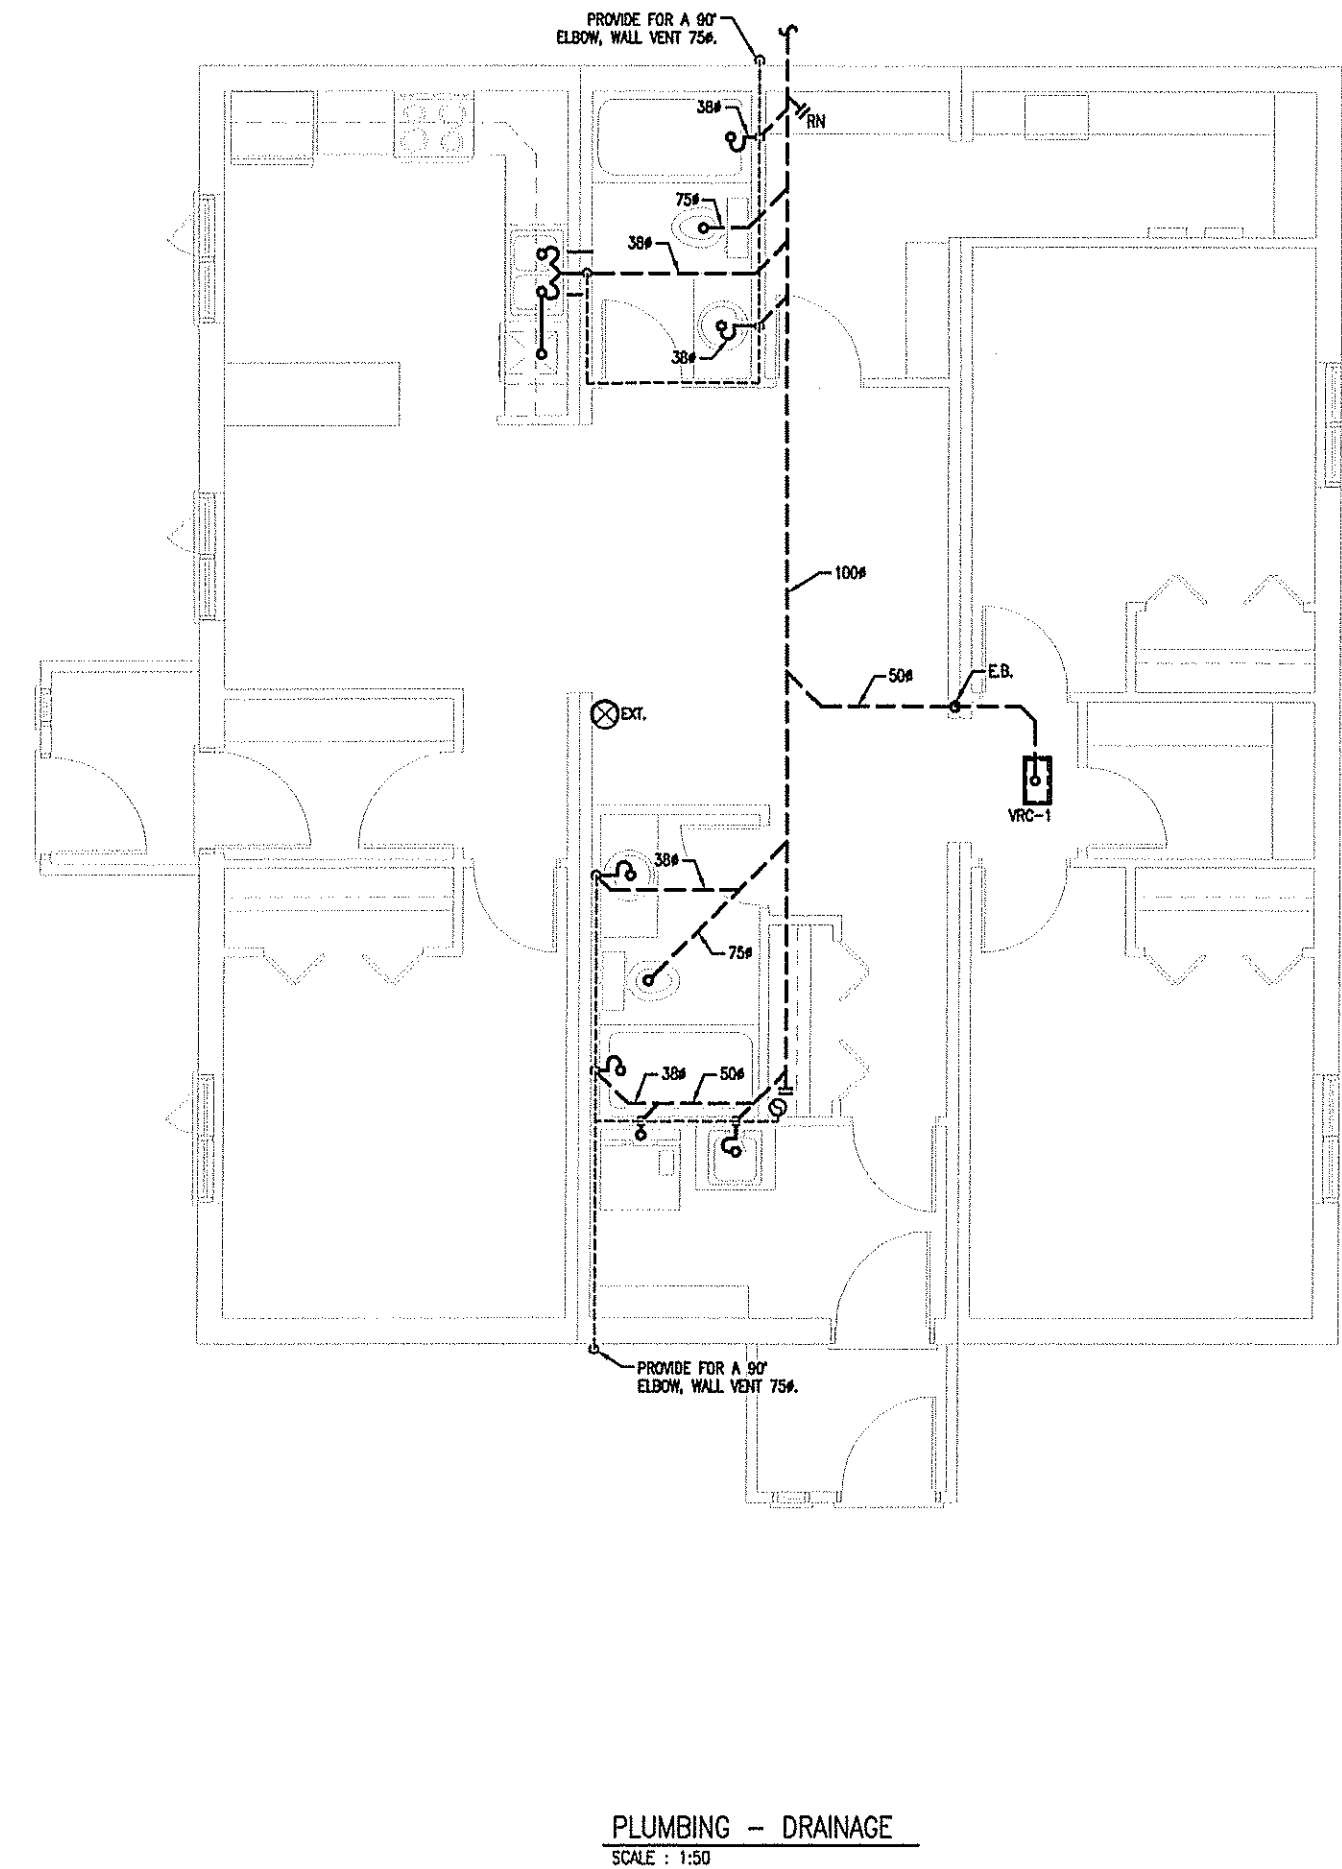 PROVIDE FOR A 90°
ELBOW, WALL VENT 75ø.
38ø
RN
75ø
38ø
38ø
100ø
50ø
E.B.
EXT.
VRC-1
38ø
75ø
38ø
50ø
PROVIDE FOR A 90°
ELBOW, WALL VENT 75ø.
PLUMBING - DRAINAGE
SCALE : 1:50